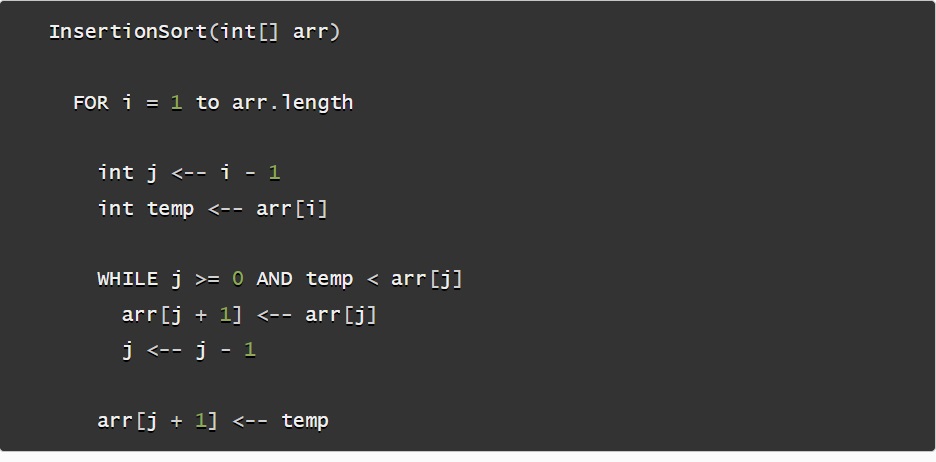 InsertionSort(int[] arr)
FOR i = 1 to arr.length
int j <-- i - 1
int temp <-- arr[i]
WHILE j >= 0 AND temp < arr[j]
arr[j + 1] <-- arr[j]
j <-- j - 1
arr[j + 1] <-- temp